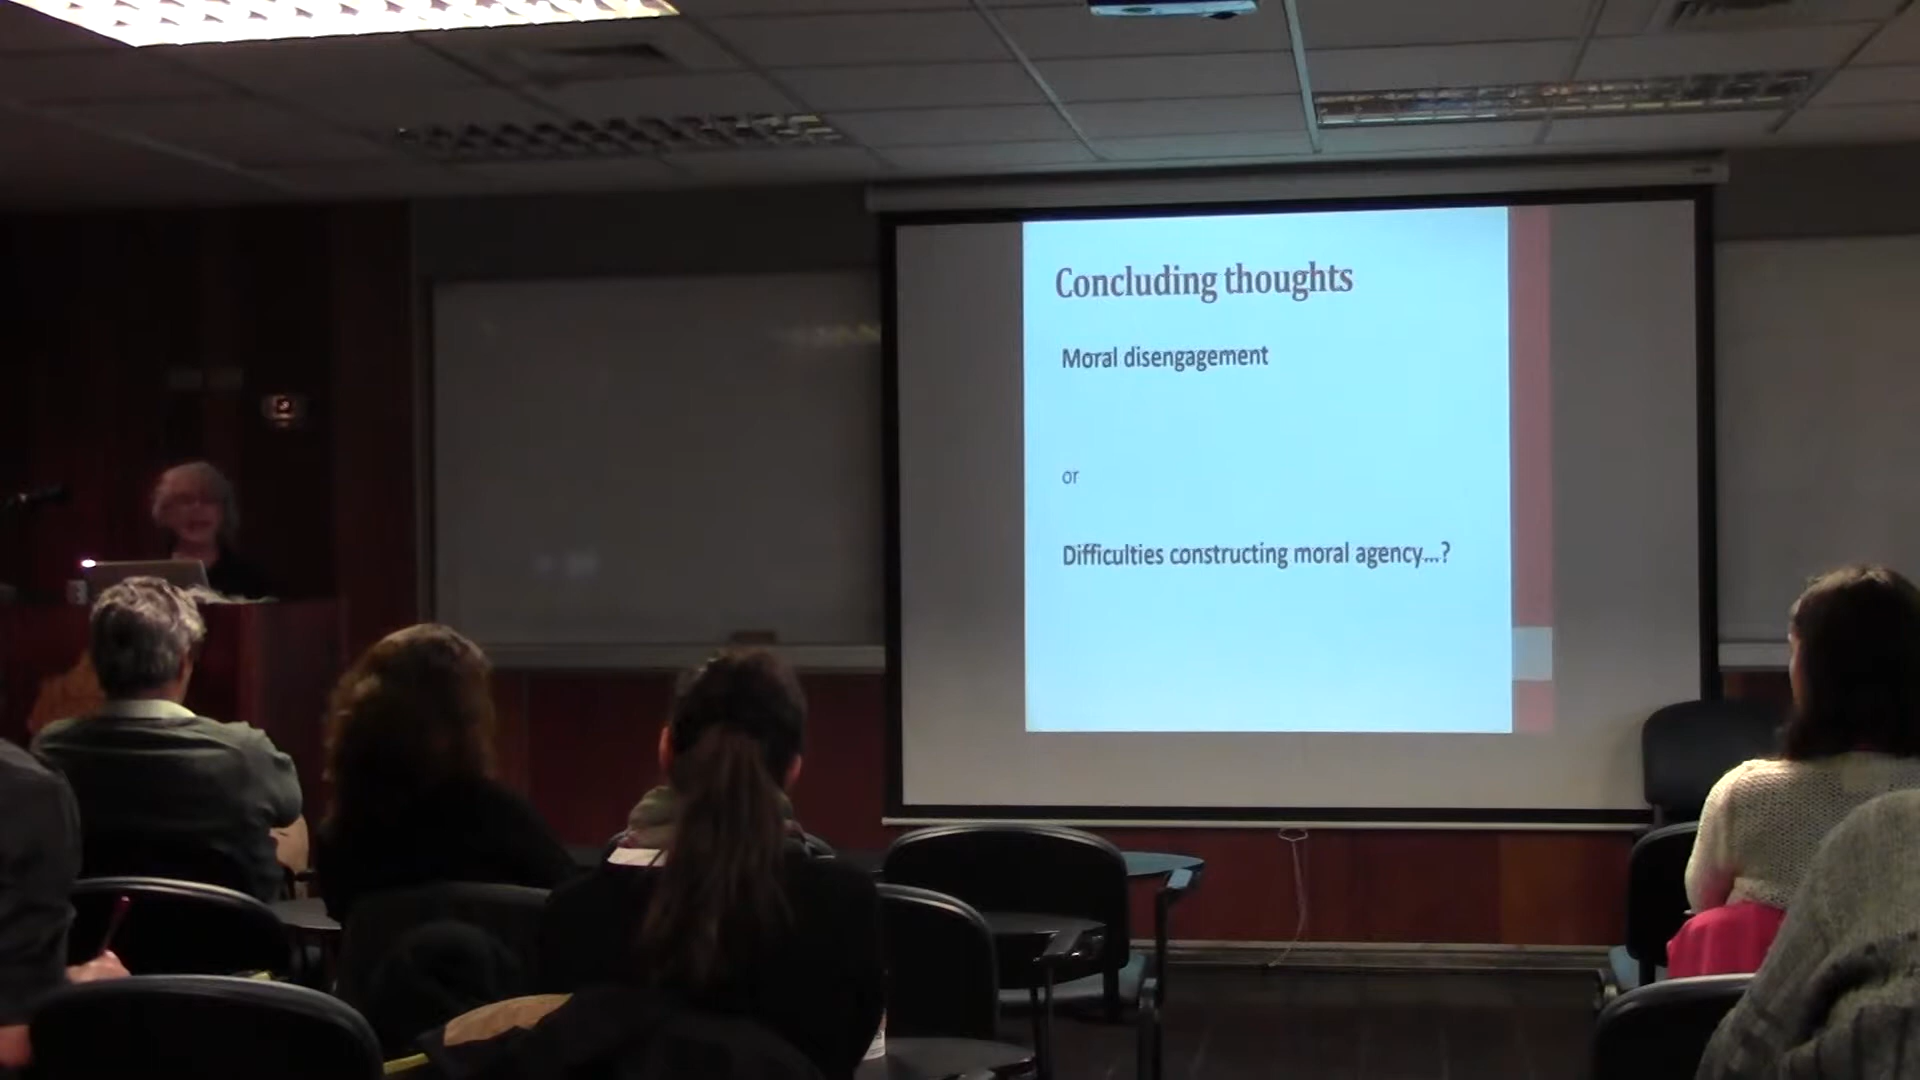 Concluding thoughts
Moral disengagement
or
Difficulties constructing moral agency...?